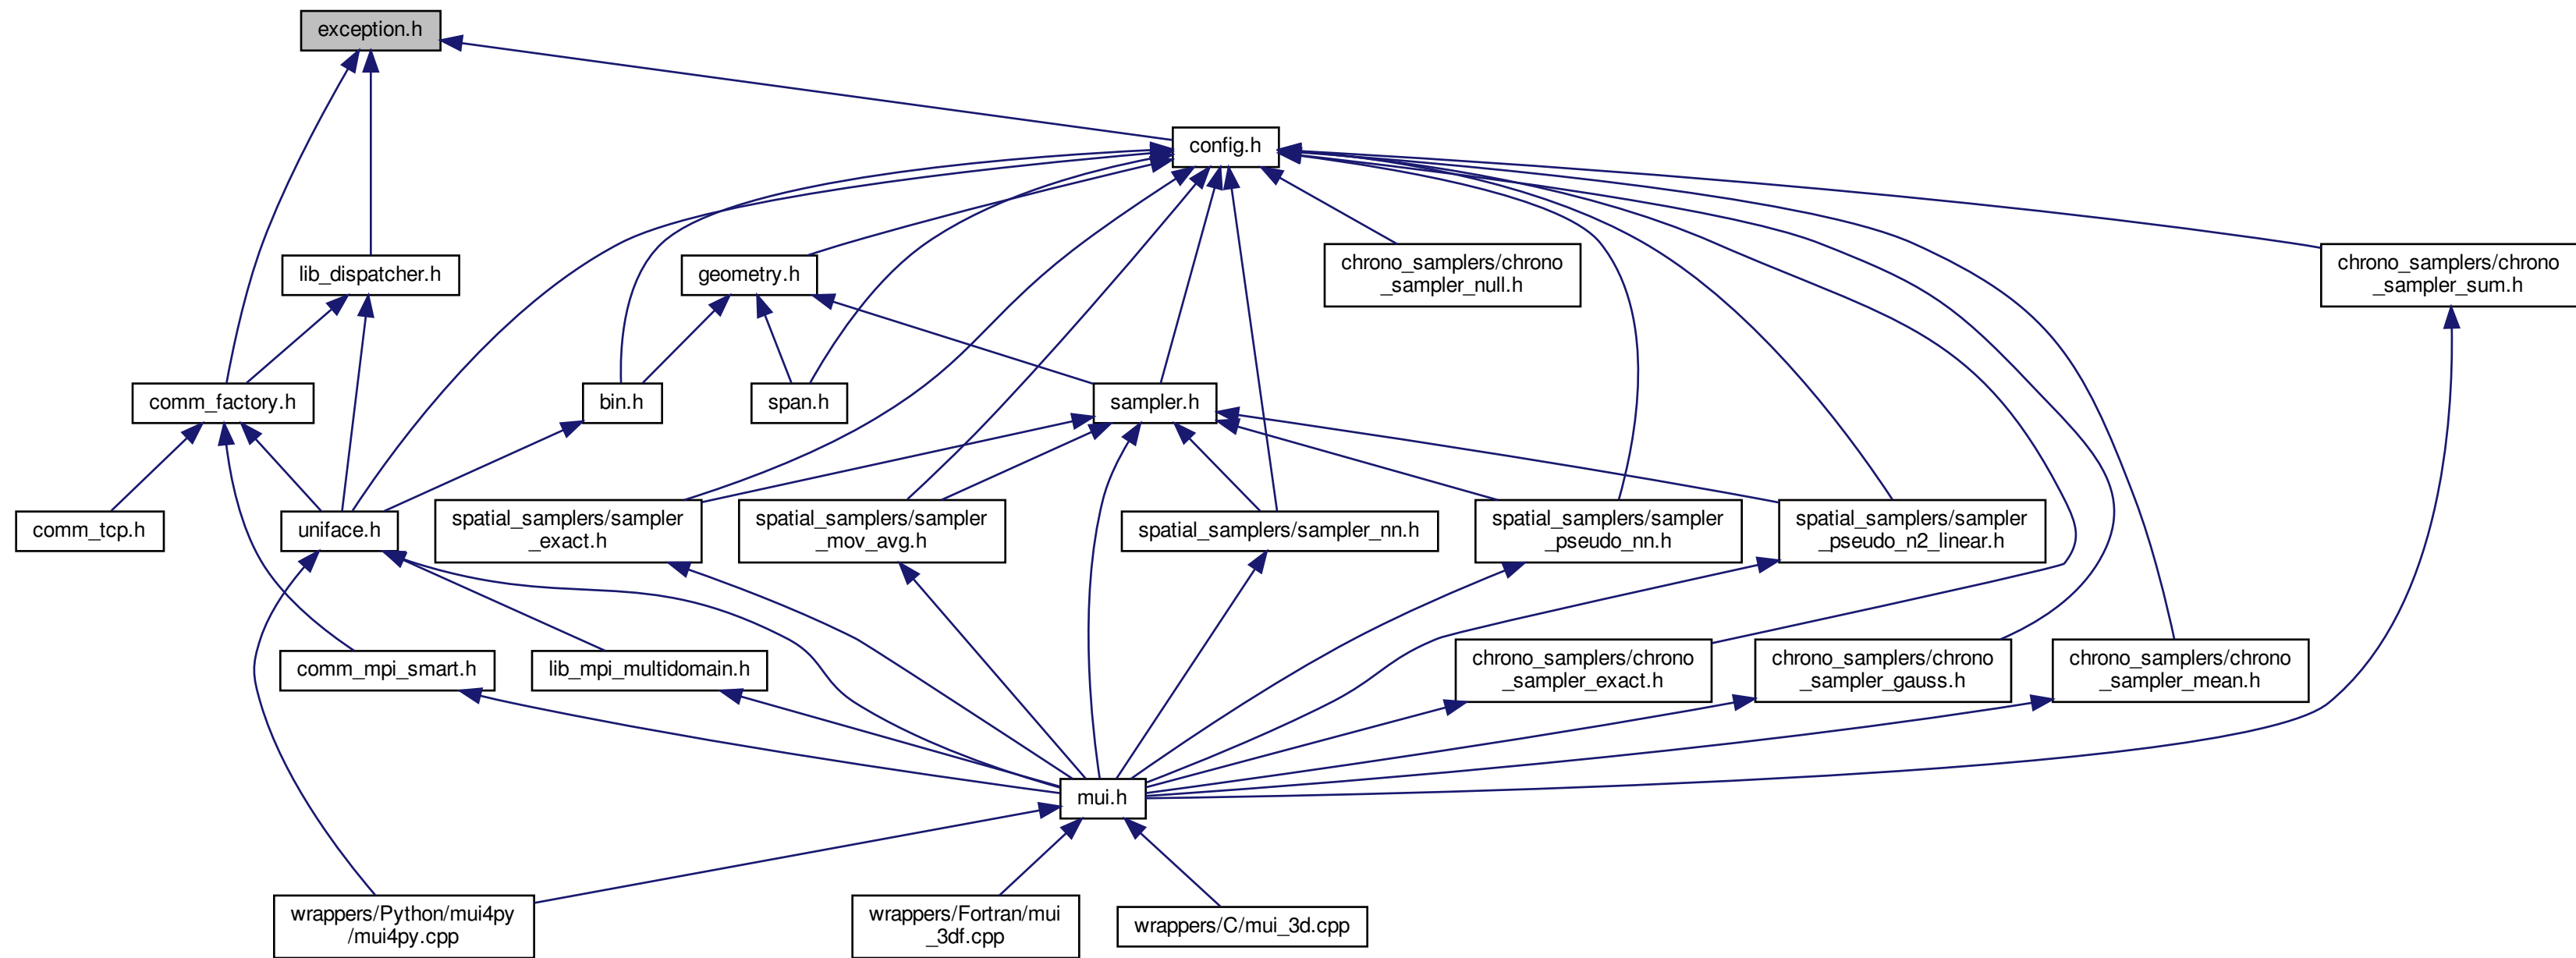 exception.h
config.h
lib_dispatcher.h
geometry.h
chrono_samplers/chrono
_sampler_null.h
chrono_samplers/chrono
_sampler_sum.h
comm_factory.h
bin.h
span.h
sampler.h
comm_tcp.h
uniface.h
spatial_samplers/sampler
_exact.h
spatial_samplers/sampler
_mov_avg.h
spatial_samplers/sampler_nn.h
spatial_samplers/sampler
_pseudo_nn.h
spatial_samplers/sampler
_pseudo_n2_linear.h
comm_mpi_smart.h
lib_mpi_multidomain.h
chrono_samplers/chrono
_sampler_exact.h
chrono_samplers/chrono
_sampler_gauss.h
chrono_samplers/chrono
_sampler_mean.h
mui.h
wrappers/Python/mui4py
/mui4py.cpp
wrappers/Fortran/mui
_3df.cpp
wrappers/C/mui_3d.cpp